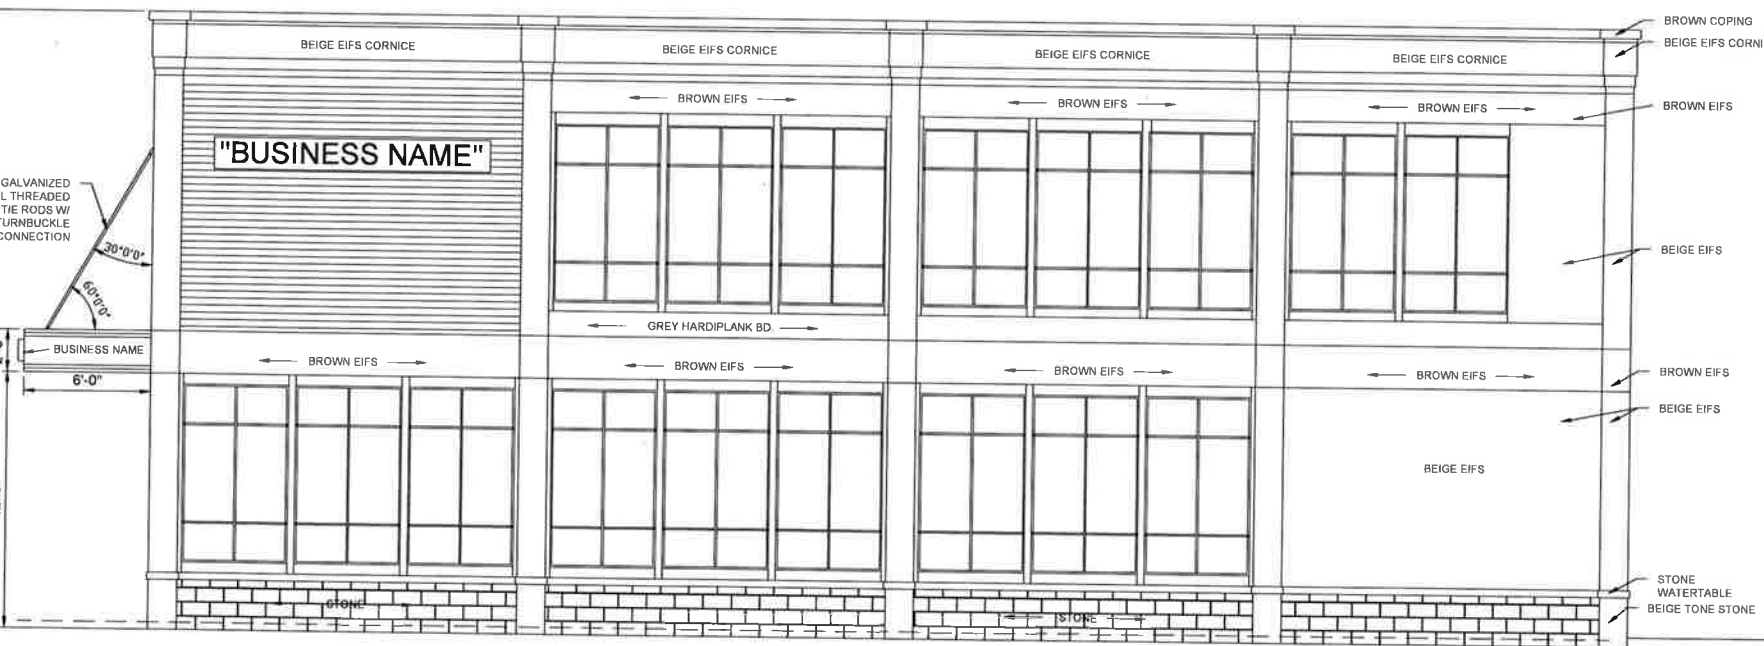 BROWN COPING
BEIGE EIFS CORNICE
BEIGE EIFS CORNICE
BEIGE EIFS CORNICE
BEIGE EIFS CORNICE
BEIGE EIFS CORNI
BROWN EIFS
BROWN EIFS
BROWN EIFS
BROWN EIFS
"BUSINESS NAME"
GALVANIZED
L THREADED
TIE RODS W/
TURNBUCKLE
CONNECTION
30°0'0"
60°0'0"
BEIGE EIFS
GREY HARDIPLANK BD.
BUSINESS NAME
6'-0"
BROWN EIFS
BROWN EIFS
BROWN EIFS
BROWN EIFS
BROWN EIFS
BEIGE EIFS
BEIGE EIFS
STONE
WATERTABLE
BEIGE TONE STONE
STONE
STONE